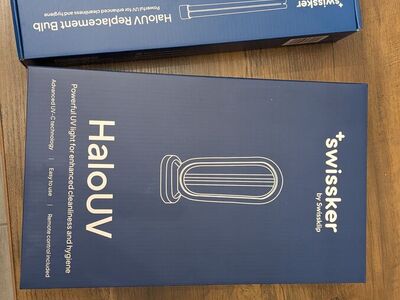 +swissker
HaloUV Replacement Bulb
Powerful UV for enhanced cleanliness and hygiene
+swissker
by Swissklip
HaloUV
Powerful UV light for enhanced cleanliness and hygiene
Advanced UV-C technology | Easy to use | Remote control included